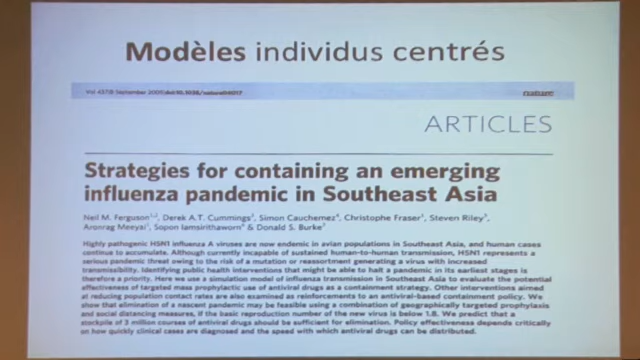 Modèles individus centrés
nature
ARTICLES
Strategies for containing an emerging
influenza pandemic in Southeast Asia
Neil M. Ferguson, Derek A.T. Cummings, Simon Cauchemez, Christophe Fraser, Steven Riley,
Aronrag Meeyai, Sopon Iamsirithaworn & Donald S. Burke
Highly pathogenic H5N1 influenza A viruses are now endemic in avian populations in Southeast Asia, and human cases
continue to accumulate. Although currently incapable of sustained human-to-human transmission, H5N1 represents a
serious pandemic threat owing to the risk of a mutation or reassortment generating a virus with increased
transmissibility. Identifying public health interventions that might be able to halt a pandemic in its earliest stages is
therefore a priority. Here we use a simulation model of influenza transmission in Southeast Asia to evaluate the potential
effectiveness of targeted mass prophylactic use of antiviral drugs as a containment strategy. Other interventions aimed
at reducing population contact rates are also examined as reinforcements to an antiviral-based containment policy. We
show that elimination of a nascent pandemic may be feasible using a combination of geographically targeted prophylaxis
and social distancing measures, if the basic reproduction number of the new virus is below 1.8. We predict that a
stockpile of 3 million courses of antiviral drugs should be sufficient for elimination. Policy effectiveness depends critically
on how quickly clinical cases are diagnosed and the speed with which antiviral drugs can be distributed.